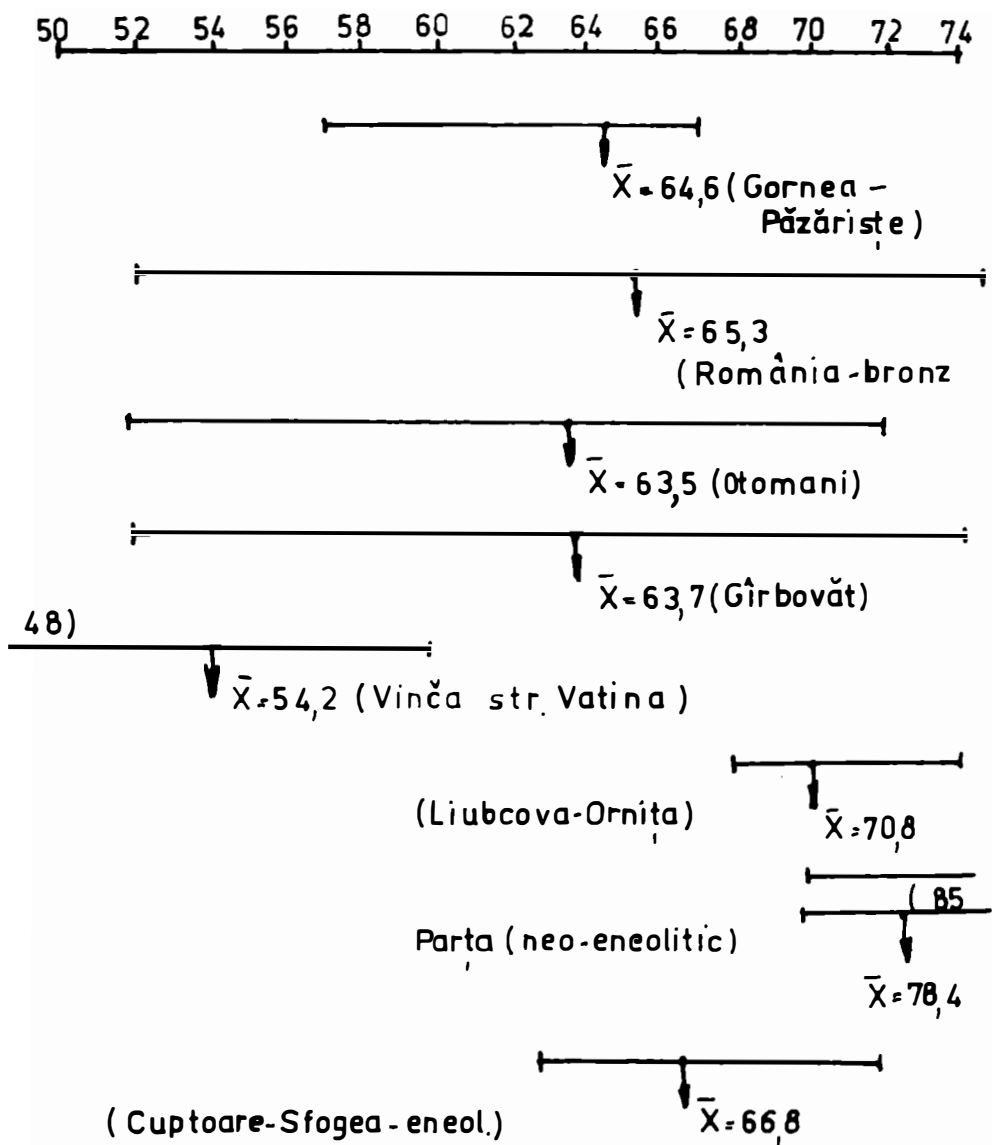 50 52 54 56 58 60 62 64 66 68 70 72 74
X̄=64,6 (Gornea-
Păzăriște)
X̄=65,3
(România-bronz
X̄=63,5 (Otomani)
X̄=63,7 (Gîrbovăt)
48)
X̄=54,2 (Vinča str. Vatina)
(Liubcova-Ornița)
X̄=70,8
( 85
Parța (neo-eneolitic)
X̄=78,4
(Cuptoare-Sfogea-eneol.)
X̄=66,8